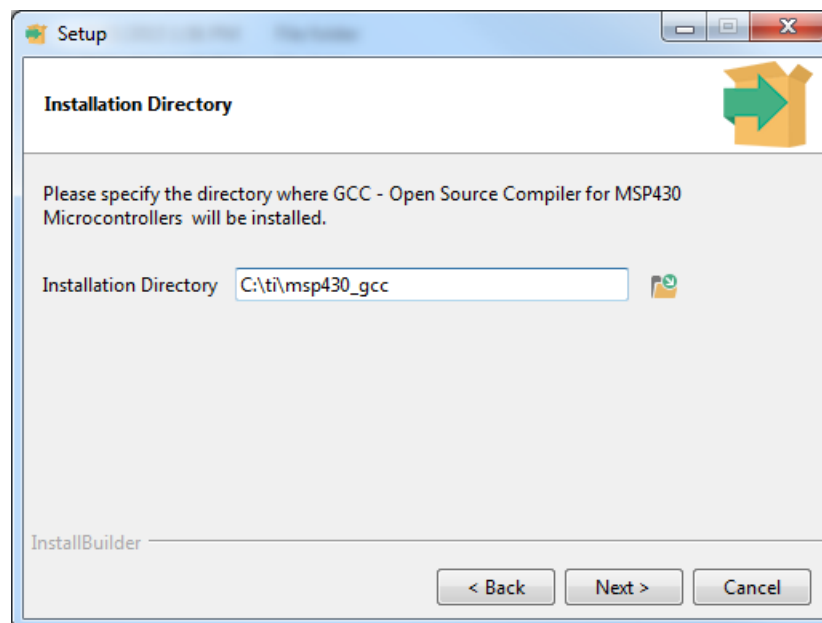 Setup
Installation Directory
Please specify the directory where GCC - Open Source Compiler for MSP430
Microcontrollers will be installed.
Installation Directory C:\ti\msp430_gcc
InstallBuilder
< Back Next > Cancel